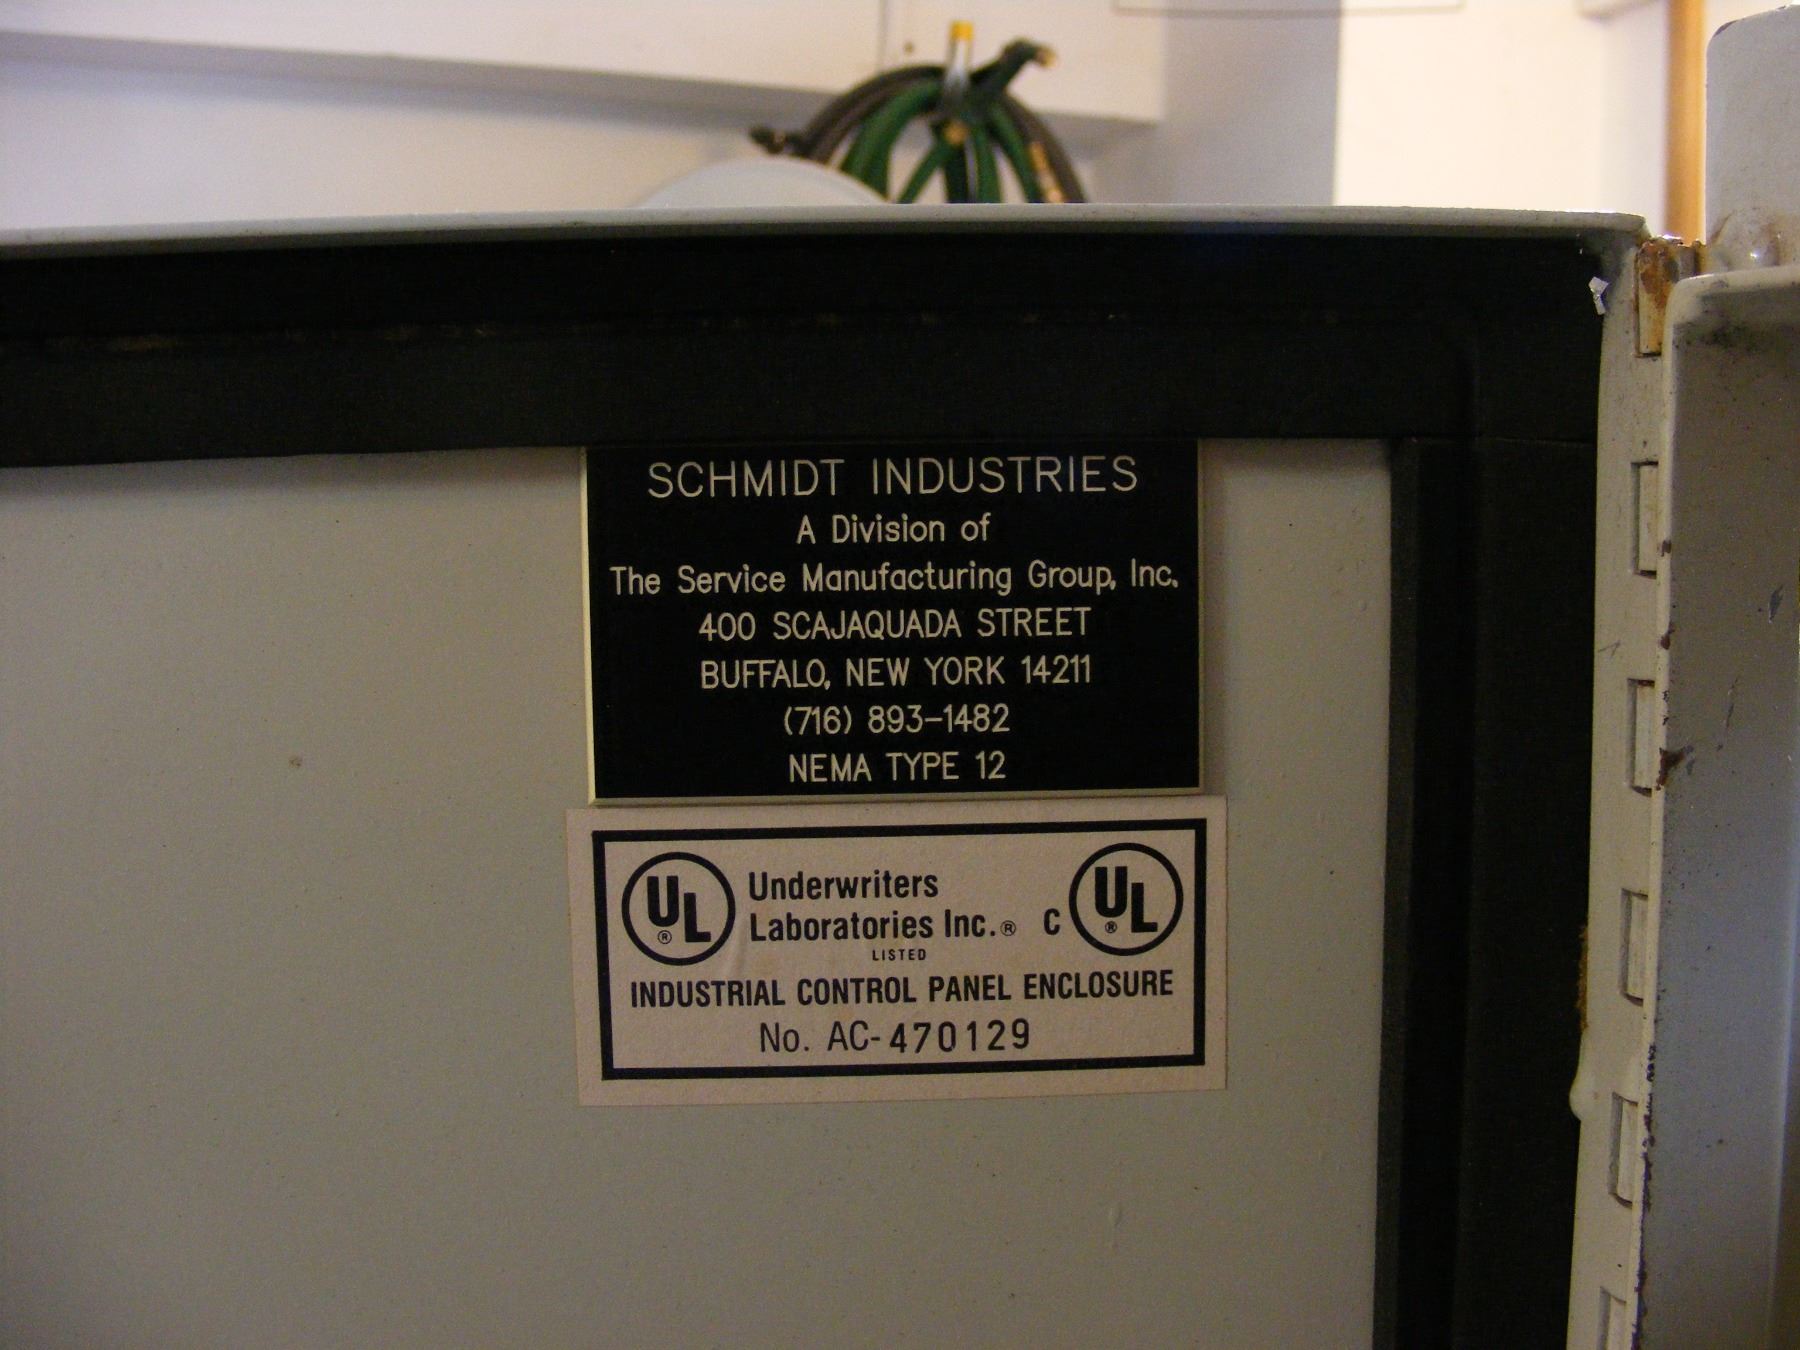 SCHMIDT INDUSTRIES
A Division of
The Service Manufacturing Group, Inc.
400 SCAJAQUADA STREET
BUFFALO, NEW YORK 14211
(716) 893-1482
NEMA TYPE 12
UL® Underwriters Laboratories Inc.® C UL®
LISTED
INDUSTRIAL CONTROL PANEL ENCLOSURE
No. AC-470129